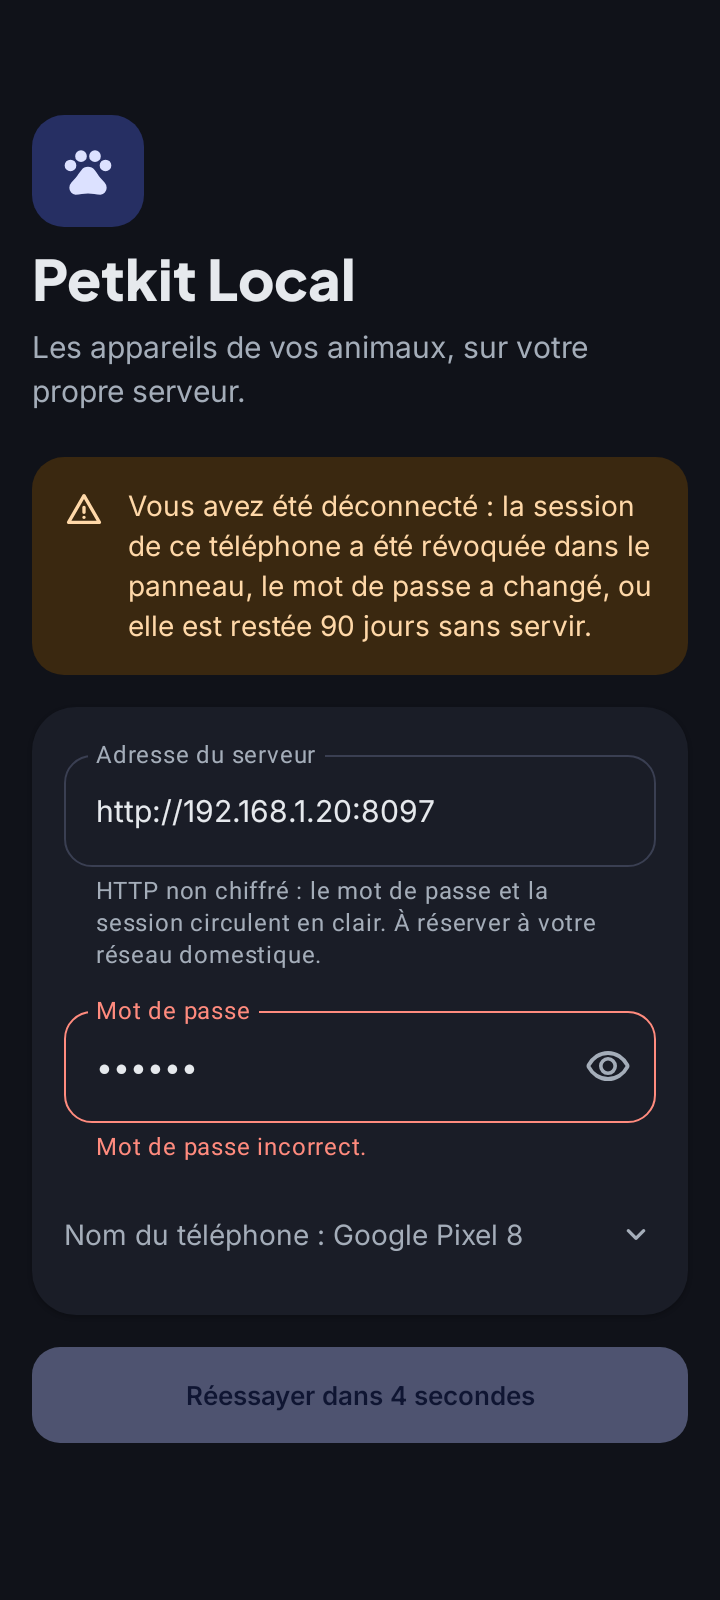 Petkit Local
Les appareils de vos animaux, sur votre
propre serveur.
Vous avez été déconnecté : la session
de ce téléphone a été révoquée dans le
panneau, le mot de passe a changé, ou
elle est restée 90 jours sans servir.
Adresse du serveur
http://192.168.1.20:8097
HTTP non chiffré : le mot de passe et la
session circulent en clair. À réserver à votre
réseau domestique.
Mot de passe
••••••
Mot de passe incorrect.
Nom du téléphone : Google Pixel 8
Réessayer dans 4 secondes